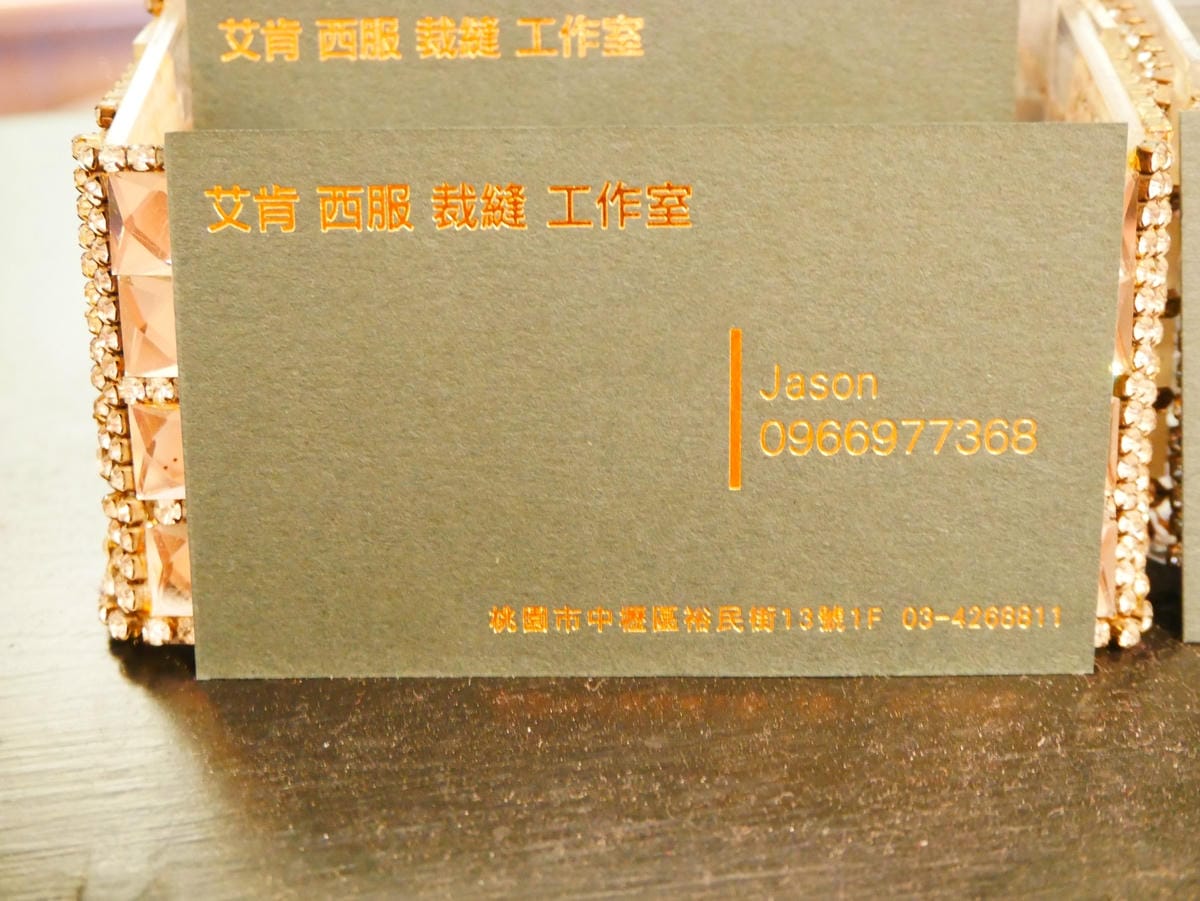 艾肯 西服 裁縫 工作室
艾肯 西服 裁縫 工作室
Jason
0966977368
桃園市中壢區裕民街13號1F 03-4268811